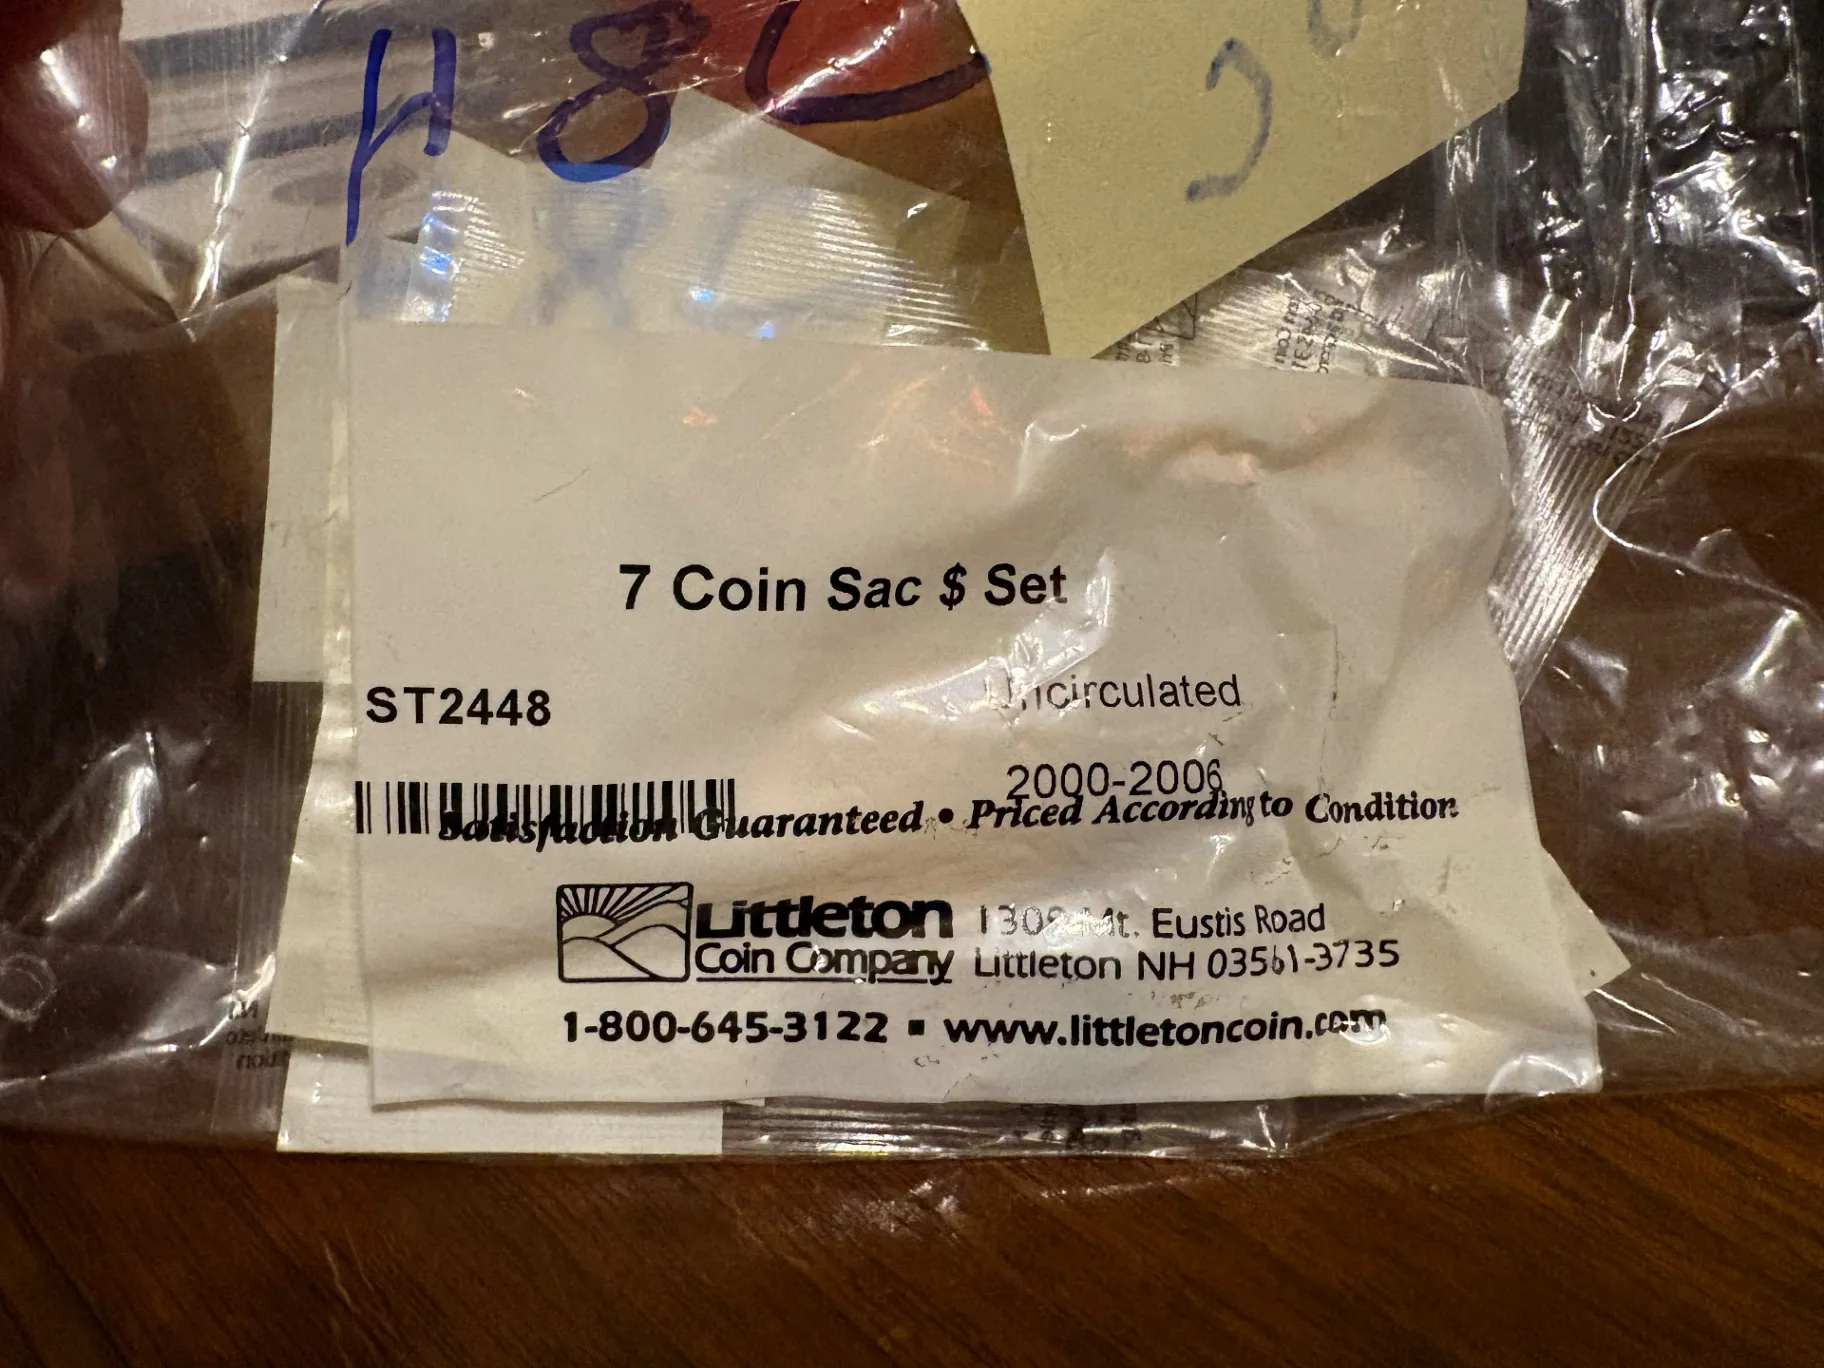 7 Coin Sac $ Set
ST2448
Uncirculated
2000-2006
Satisfaction Guaranteed • Priced According to Condition
Littleton
Coin Company
1309 Mt. Eustis Road
Littleton NH 03561-3735
1-800-645-3122 ▪ www.littletoncoin.com